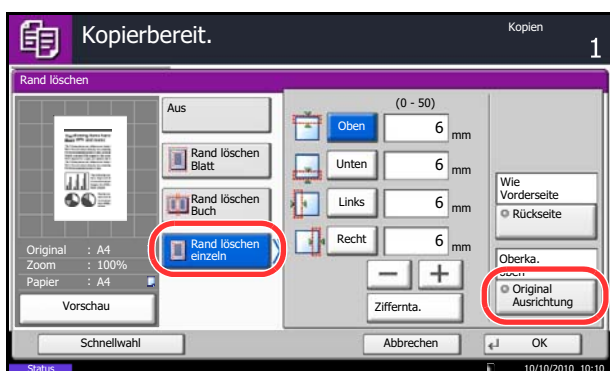 Kopierbereit.
Kopien
1
Rand löschen
Aus
Rand löschen
Blatt
Rand löschen
Buch
Rand löschen
einzeln
(0 - 50)
Oben
6 mm
Unten
6 mm
Links
6 mm
Recht
6 mm
− +
Ziffernta.
Wie
Vorderseite
Rückseite
Oberka.
oben
Original
Ausrichtung
Original : A4
Zoom : 100%
Papier : A4
Vorschau
Schnellwahl
Abbrechen
OK
Status
10/10/2010 10:10